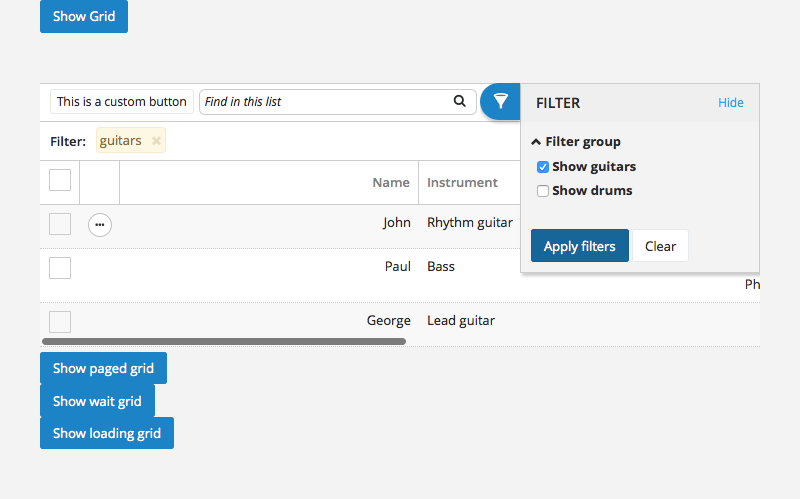 Show Grid
This is a custom button
Find in this list
FILTER
Hide
Filter:
guitars
Filter group
Show guitars
Show drums
Apply filters
Clear
Name
Instrument
John
Rhythm guitar
Paul
Bass
Ph
George
Lead guitar
Show paged grid
Show wait grid
Show loading grid